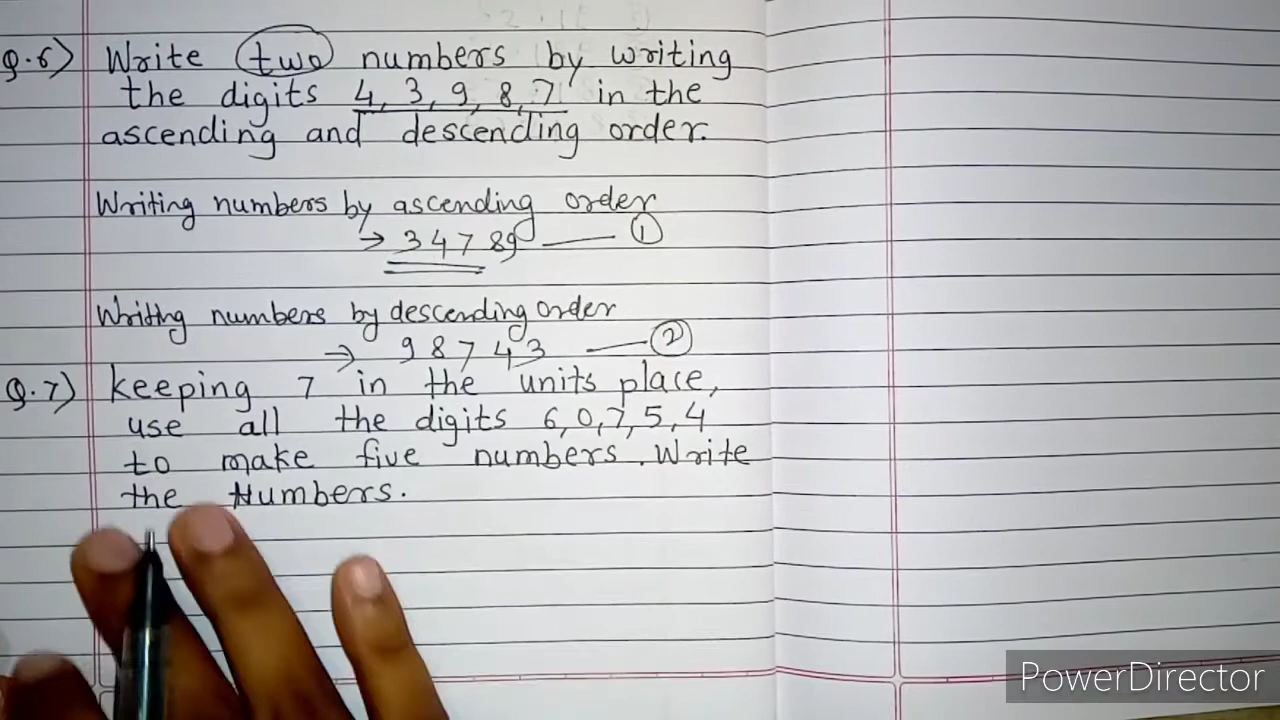 Q.6) Write two numbers by writing
the digits 4, 3, 9, 8, 7 in the
ascending and descending order.
Writing numbers by ascending order
→ 34789 — 1
Writing numbers by descending order
→ 98743 — 2
Q.7) keeping 7 in the units place,
use all the digits 6,0,7,5,4
to make five numbers. Write
the Numbers.
PowerDirector